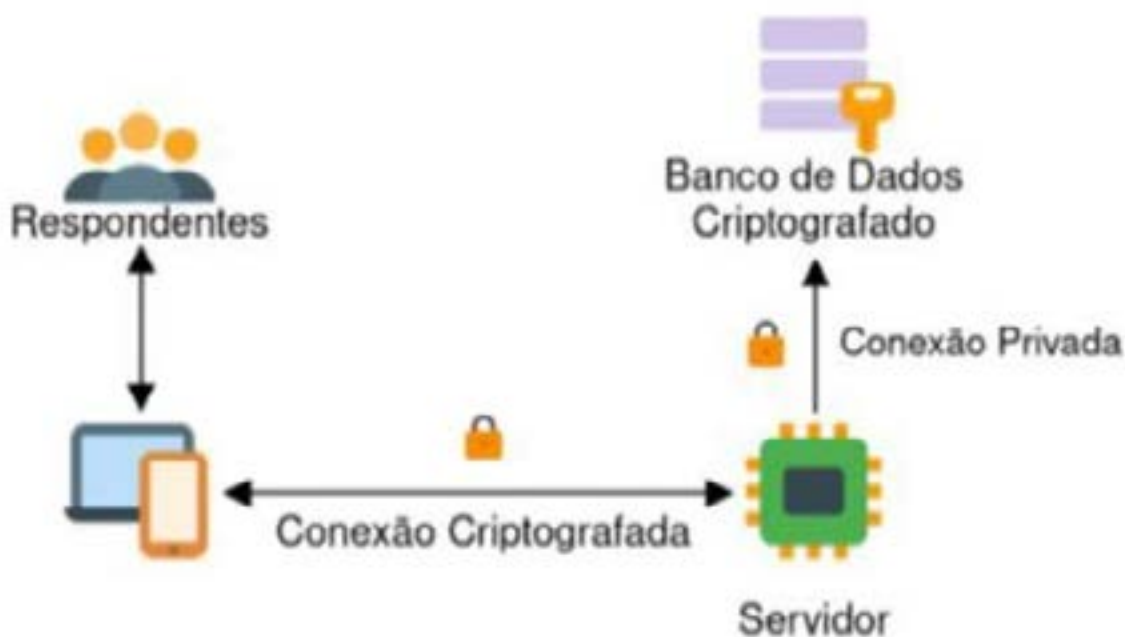 Respondentes
Banco de Dados
Criptografado
Conexão Privada
Conexão Criptografada
Servidor